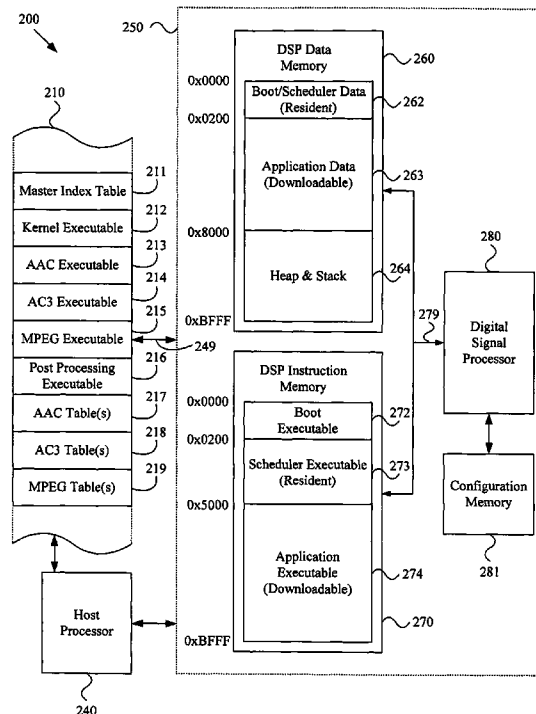 200
210
211
Master Index Table
212
Kernel Executable
213
AAC Executable
214
AC3 Executable
215
MPEG Executable
216
Post Processing
Executable
217
AAC Table(s)
218
AC3 Table(s)
219
MPEG Table(s)
249
Host
Processor
240
250
DSP Data
Memory
260
0x0000
Boot/Scheduler Data
(Resident)
262
0x0200
Application Data
(Downloadable)
263
0x8000
Heap & Stack
264
0xBFFF
DSP Instruction
Memory
0x0000
Boot
Executable
272
0x0200
Scheduler Executable
(Resident)
273
0x5000
Application
Executable
(Downloadable)
274
270
0xBFFF
279
280
Digital
Signal
Processor
Configuration
Memory
281